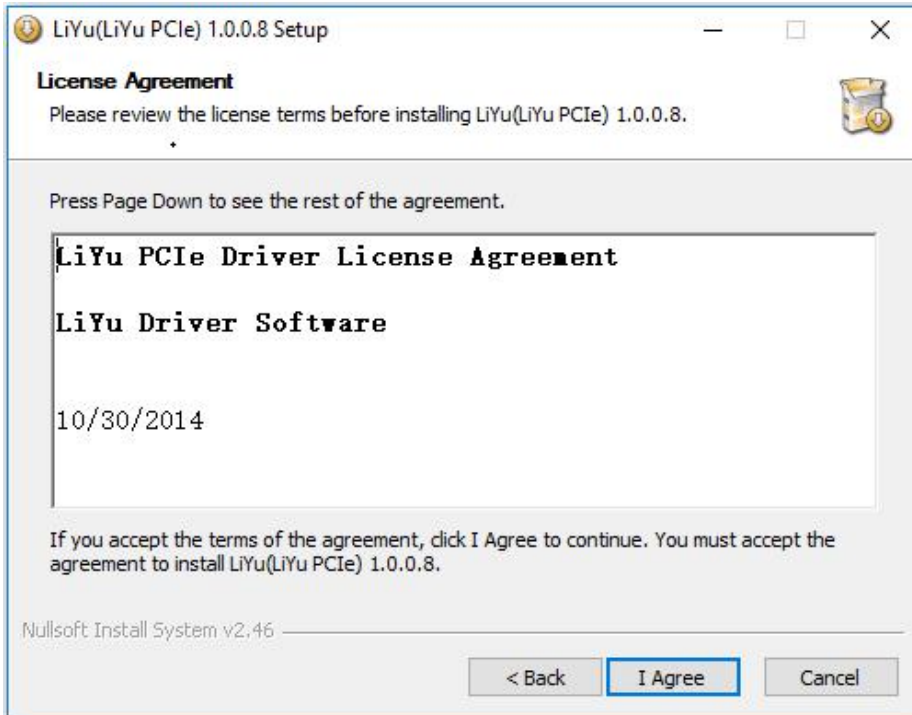 LiYu(LiYu PCIe) 1.0.0.8 Setup
License Agreement
Please review the license terms before installing LiYu(LiYu PCIe) 1.0.0.8.
Press Page Down to see the rest of the agreement.
LiYu PCIe Driver License Agreement
LiYu Driver Software
10/30/2014
If you accept the terms of the agreement, click I Agree to continue. You must accept the
agreement to install LiYu(LiYu PCIe) 1.0.0.8.
Nullsoft Install System v2.46
< Back
I Agree
Cancel